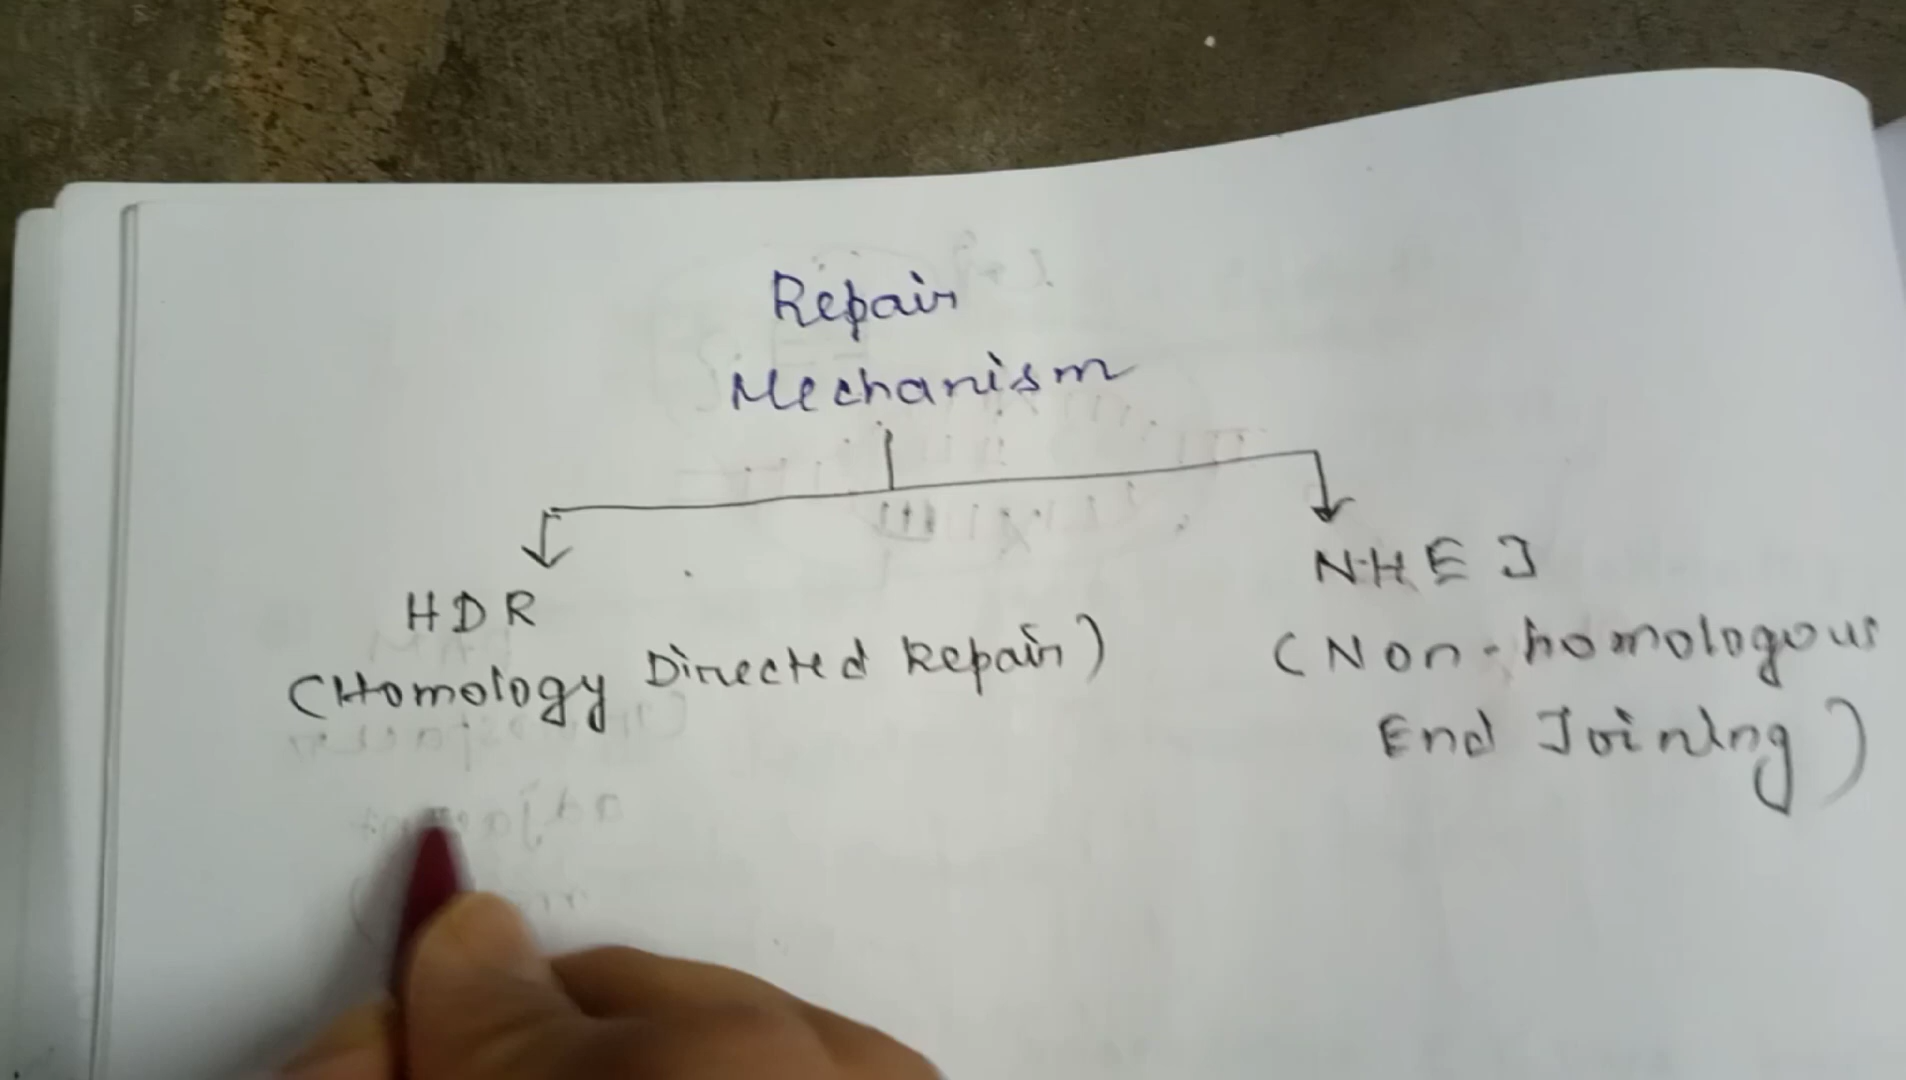 Repair
Mechanism
HDR
(Homology Directed Repair)
NHEJ
(Non-homologous
End Joining)